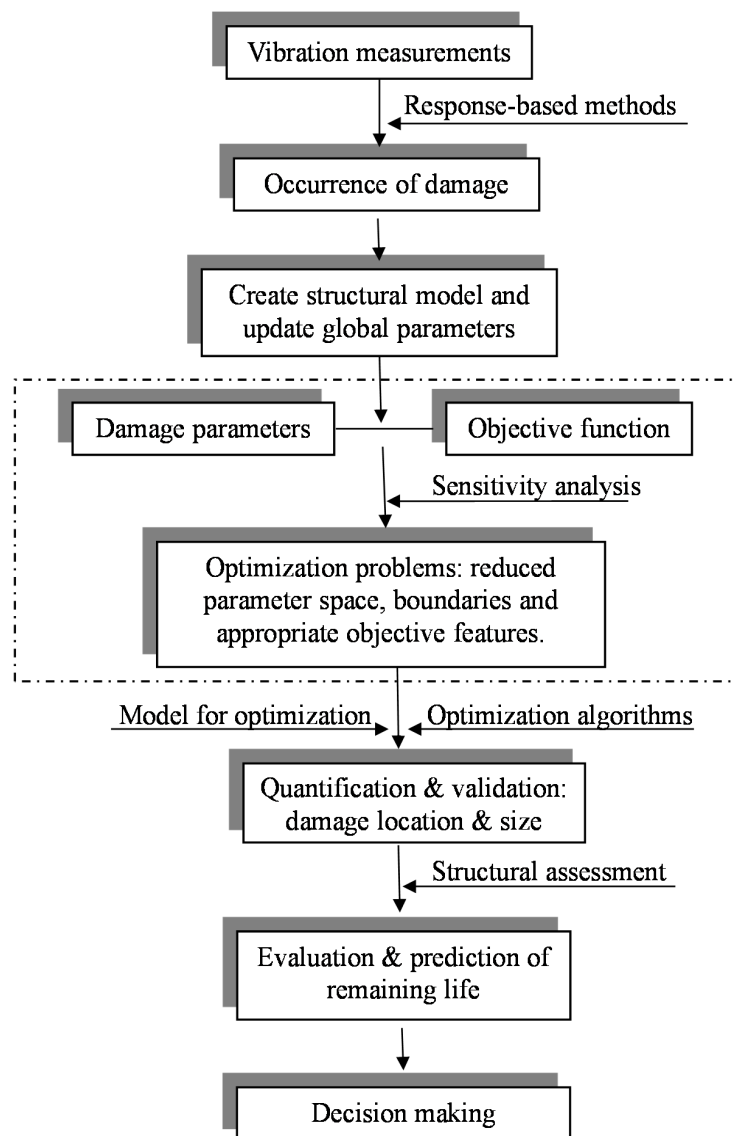 Vibration measurements
Response-based methods
Occurrence of damage
Create structural model and
update global parameters
Damage parameters
Objective function
Sensitivity analysis
Optimization problems: reduced
parameter space, boundaries and
appropriate objective features.
Model for optimization
Optimization algorithms
Quantification & validation:
damage location & size
Structural assessment
Evaluation & prediction of
remaining life
Decision making